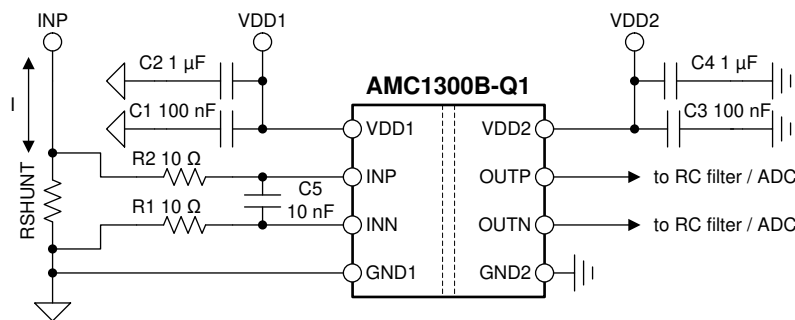 INP
VDD1
VDD2
C2 1 µF
C4 1 µF
AMC1300B-Q1
I
C1 100 nF
C3 100 nF
VDD1
VDD2
R2 10 Ω
INP
OUTP
to RC filter / ADC
C5
10 nF
RSHUNT
R1 10 Ω
INN
OUTN
to RC filter / ADC
GND1
GND2